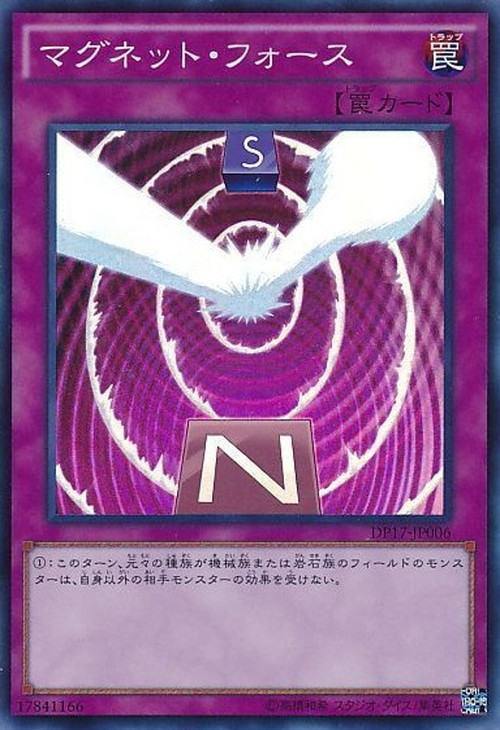 マグネット・フォース
トラップ
罠
トラップ
【罠カード】
S
N
DP17-JP006
①:このターン、元々の種族が機械族または岩石族のフィールドのモンス
ターは、自身以外の相手モンスターの効果を受けない。
17841166
©高橋和希 スタジオ・ダイス/集英社